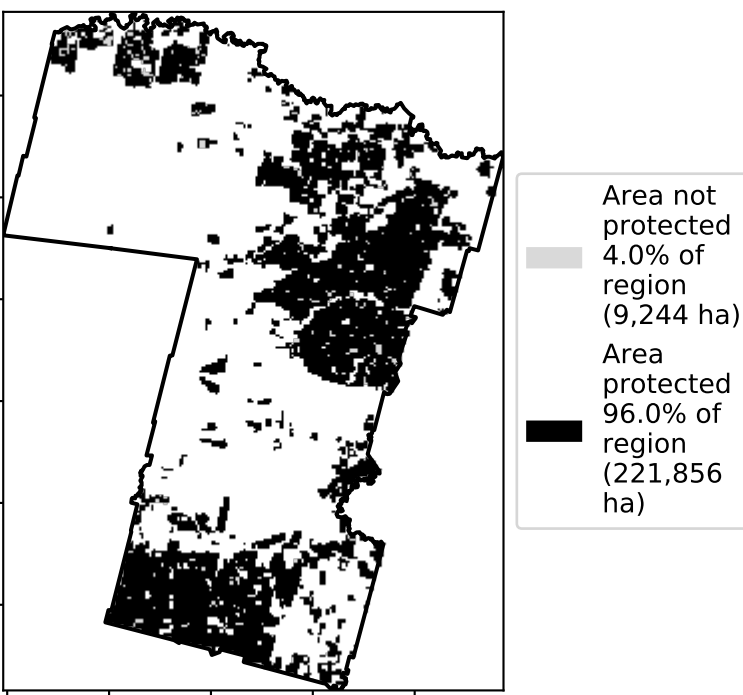 Area not
protected
4.0% of
region
(9,244 ha)
Area
protected
96.0% of
region
(221,856
ha)